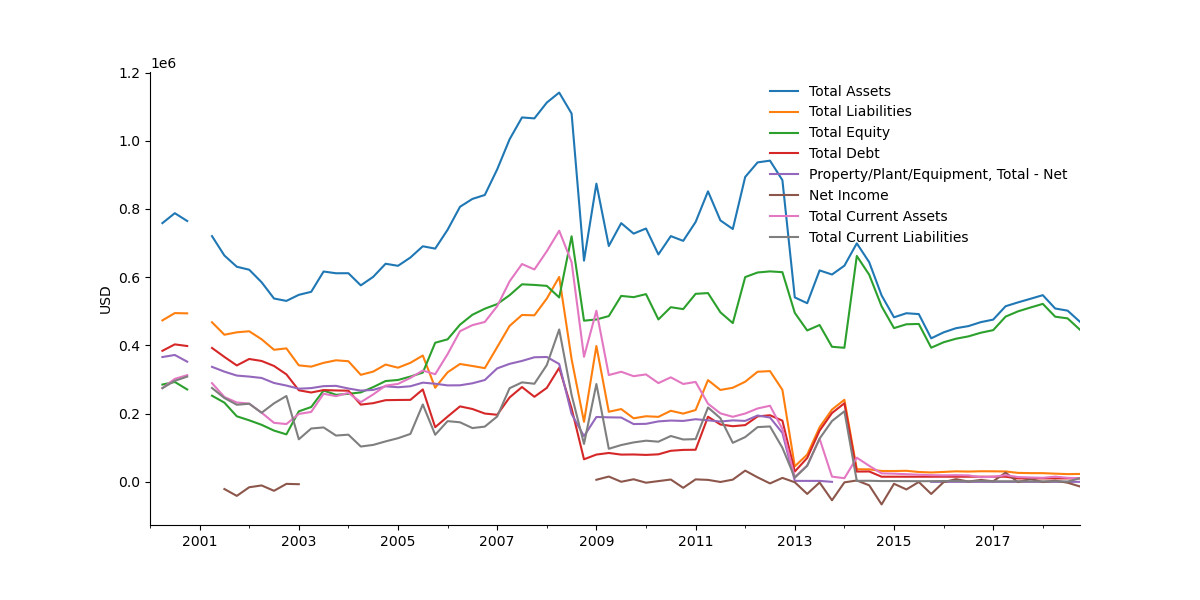 1e6
1.2
1.0
0.8
0.6
0.4
0.2
0.0
USD
Total Assets
Total Liabilities
Total Equity
Total Debt
Property/Plant/Equipment, Total - Net
Net Income
Total Current Assets
Total Current Liabilities
2001 2003 2005 2007 2009 2011 2013 2015 2017